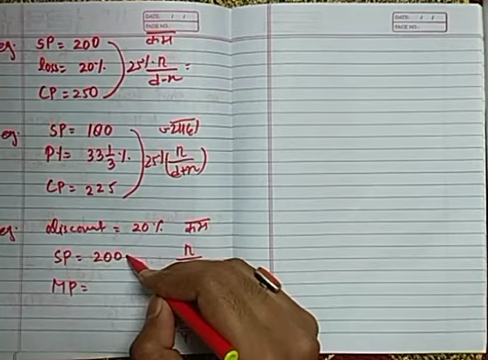 DATE: / /
PAGE NO.:
DATE: / /
PAGE NO.:
eg: SP = 200 कम
loss = 20% 25% n/d-n =
CP = 250
eg: SP = 100 ज्यादा
P% = 33 1/3 % 25% (n/d+n)
CP = 225
eg: discount = 20% कम
SP = 200 n
MP =